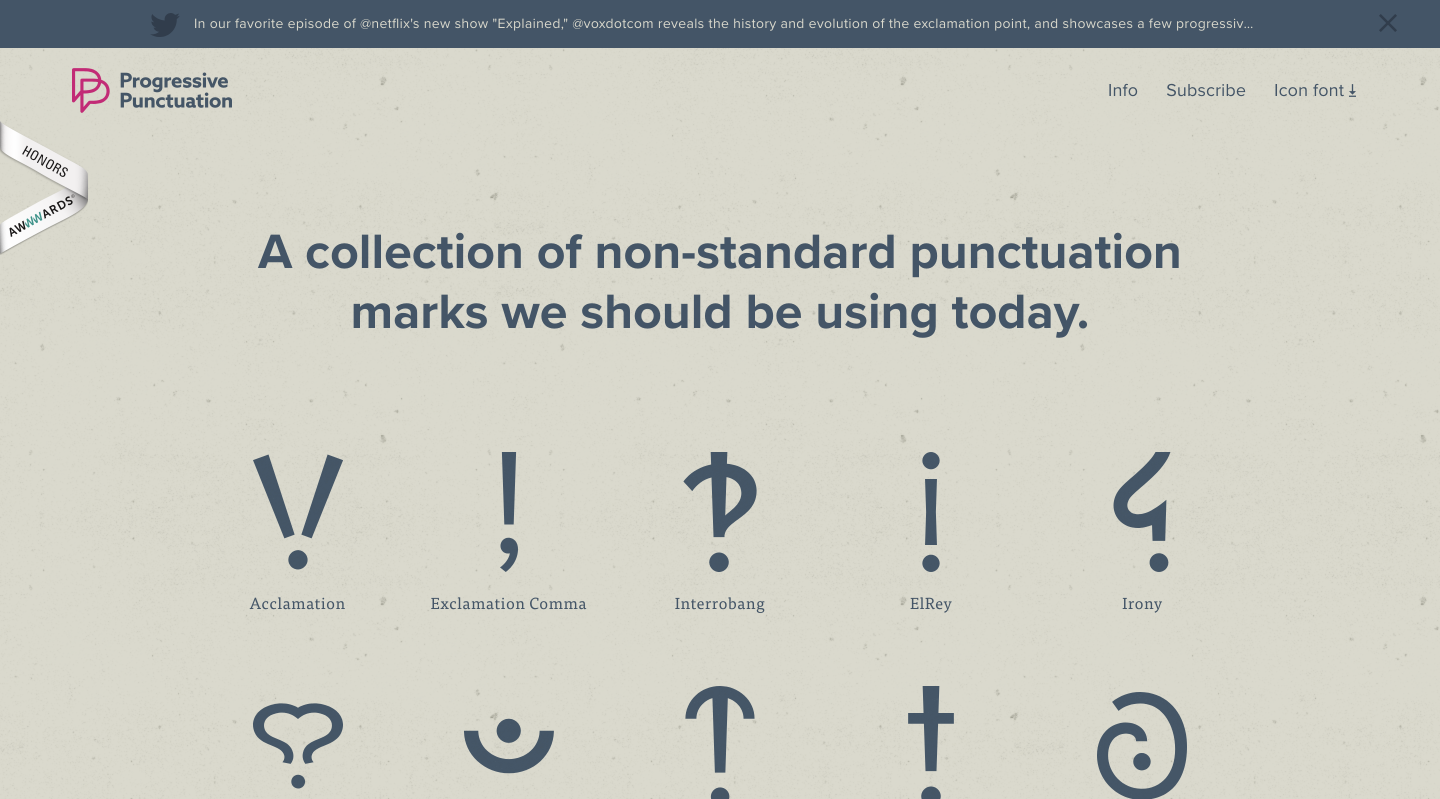 In our favorite episode of @netflix's new show "Explained," @voxdotcom reveals the history and evolution of the exclamation point, and showcases a few progressiv...
Progressive
Punctuation
Info Subscribe Icon font
HONORS
AWWWARDS
A collection of non-standard punctuation
marks we should be using today.
Acclamation Exclamation Comma Interrobang ElRey Irony